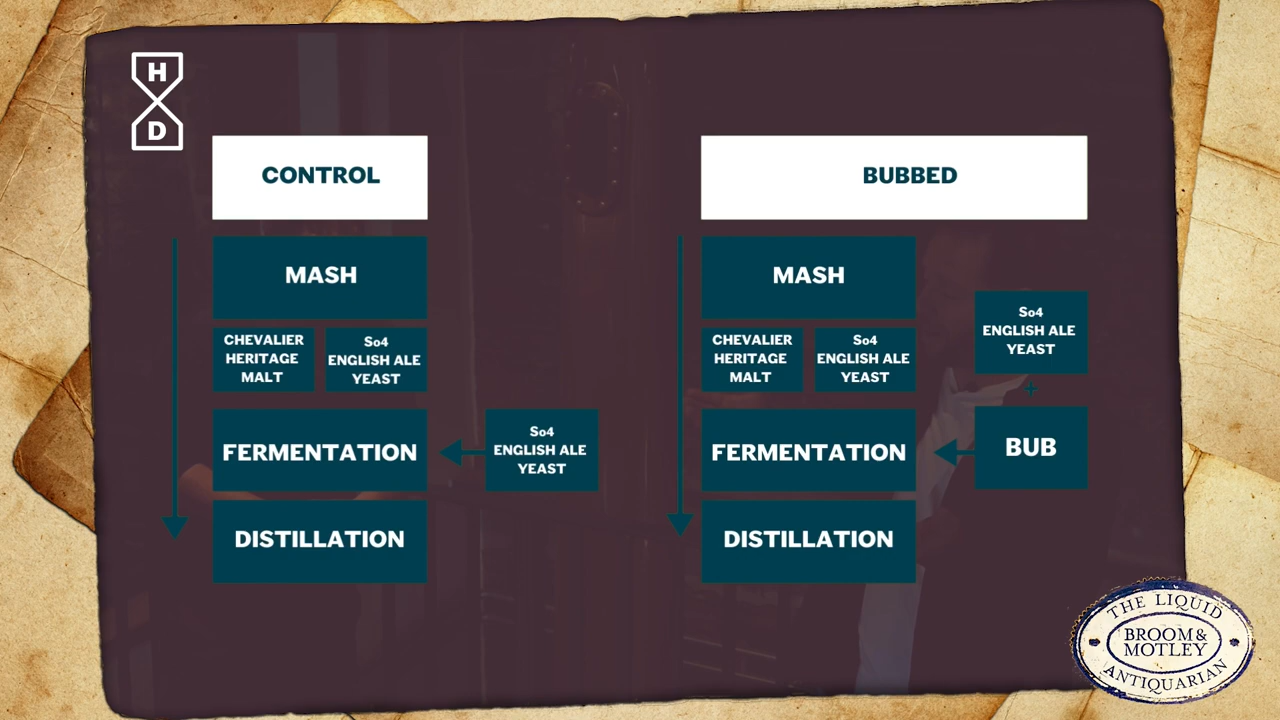 H
D
CONTROL
MASH
CHEVALIER
HERITAGE
MALT
So4
ENGLISH ALE
YEAST
FERMENTATION
So4
ENGLISH ALE
YEAST
DISTILLATION
BUBBED
MASH
CHEVALIER
HERITAGE
MALT
So4
ENGLISH ALE
YEAST
So4
ENGLISH ALE
YEAST
+
FERMENTATION
BUB
DISTILLATION
THE LIQUID
BROOM&
MOTLEY
ANTIQUARIAN